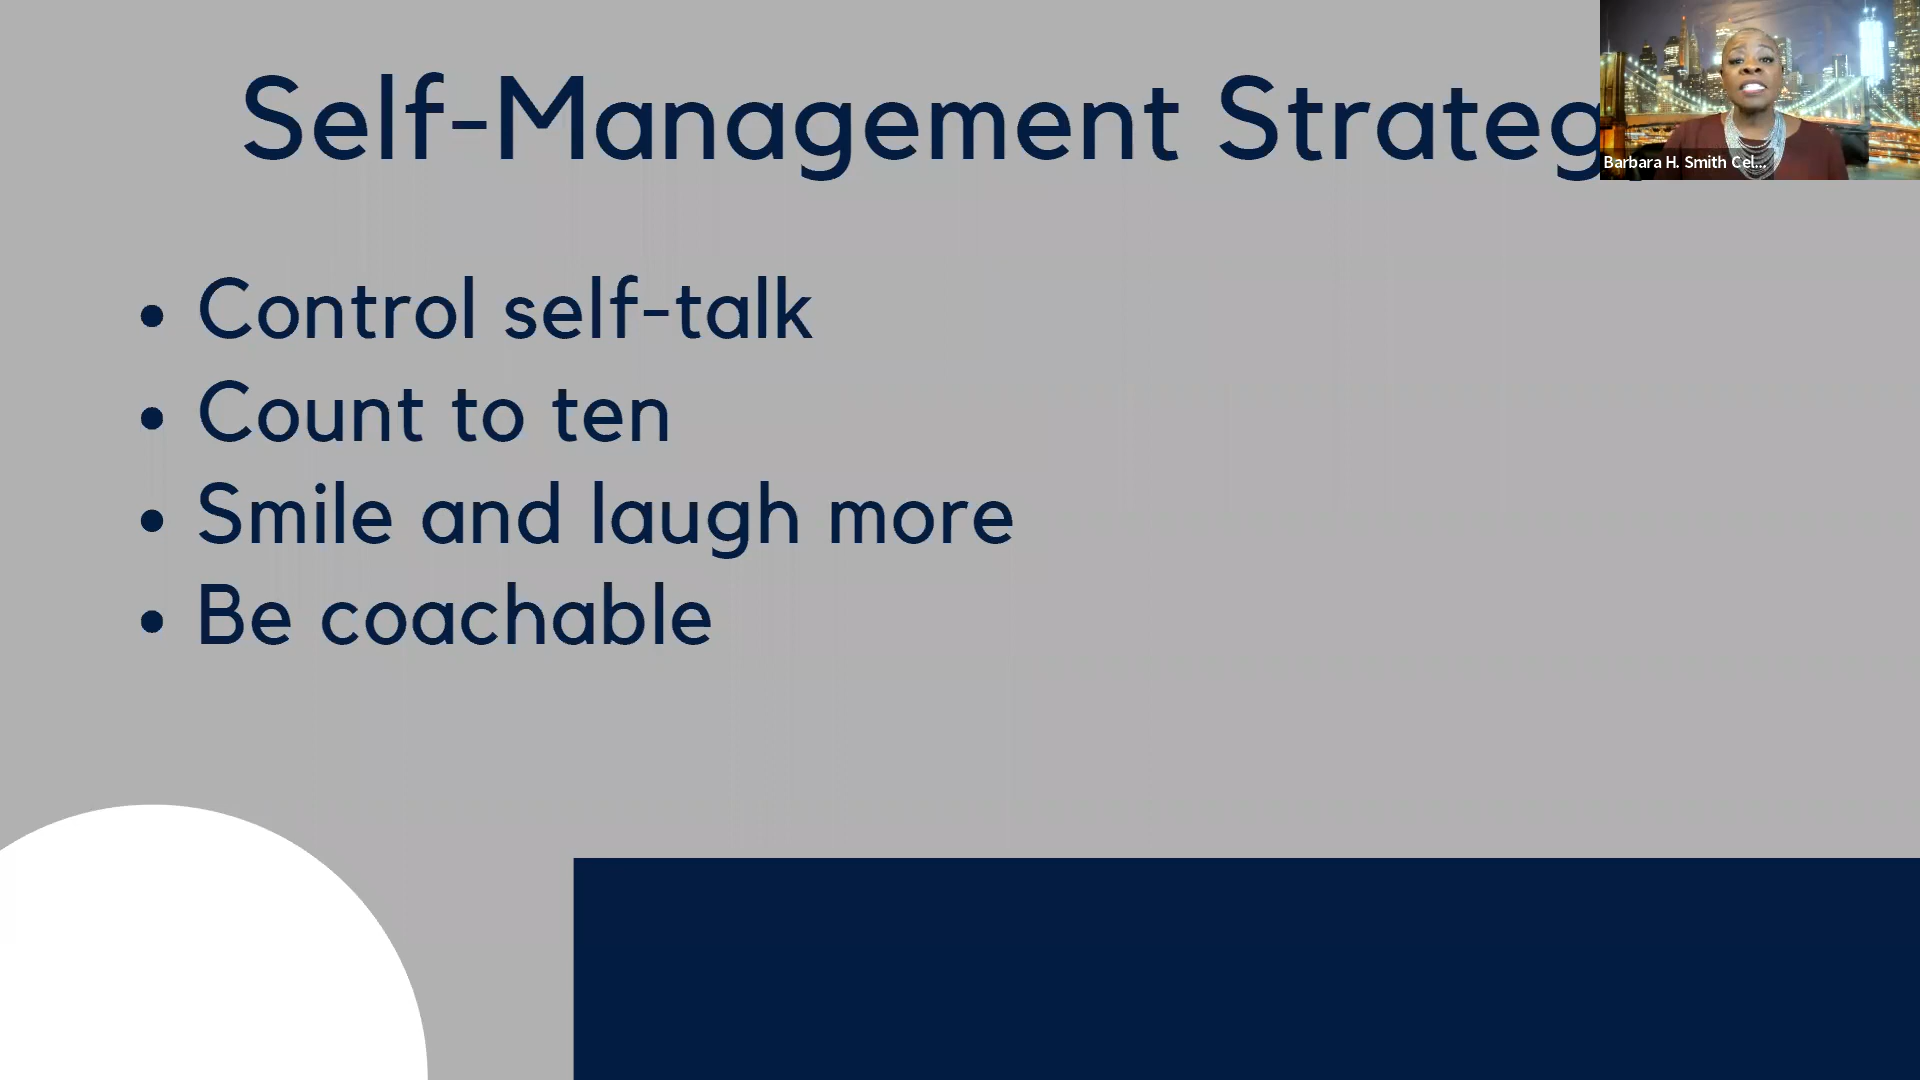 Self-Management Strateg
Barbara H. Smith Cel...
• Control self-talk
• Count to ten
• Smile and laugh more
• Be coachable